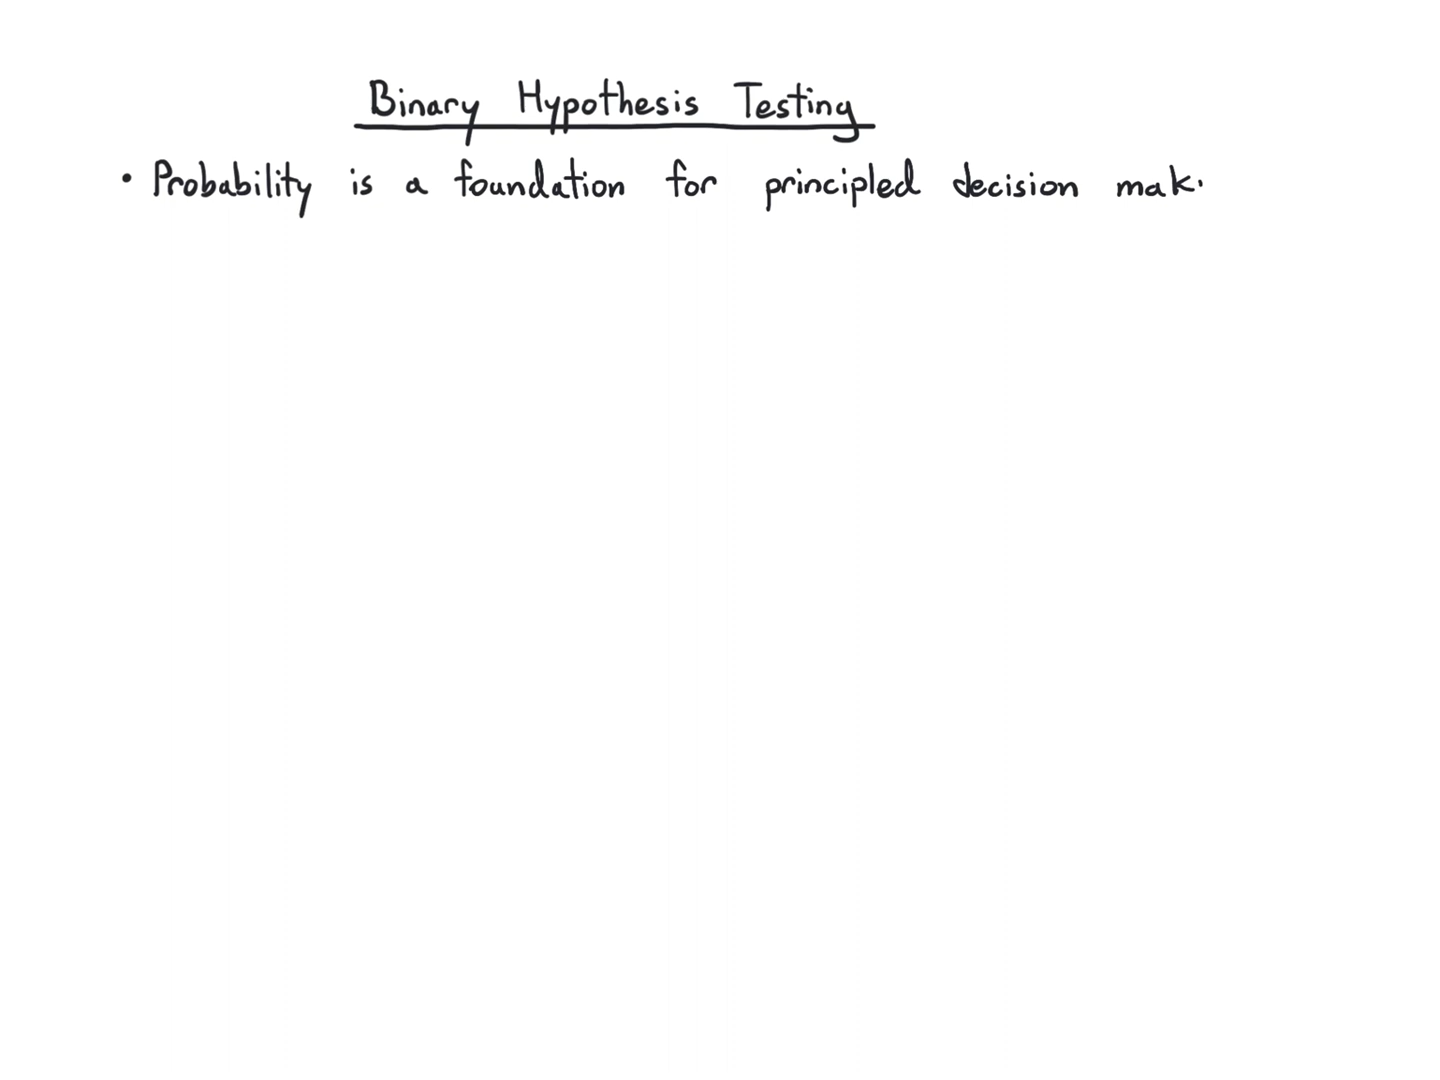 Binary Hypothesis Testing
• Probability is a foundation for principled decision mak